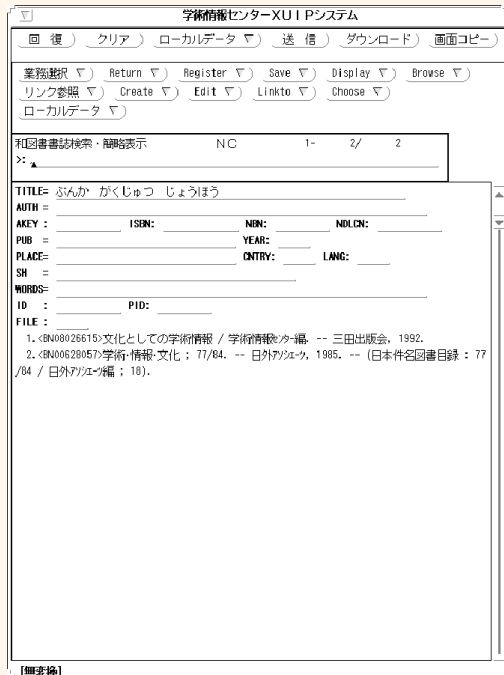 学術情報センターXUIPシステム
回 復 クリア ローカルデータ ▽ 送 信 ダウンロード 画面コピー
業務選択 ▽ Return ▽ Register ▽ Save ▽ Display ▽ Browse ▽
リンク参照 ▽ Create ▽ Edit ▽ Linkto ▽ Choose ▽
ローカルデータ ▽
和図書書誌検索・簡略表示 NC 1- 2/ 2
>:
TITLE= ぶんか がくじゅつ じょうほう
AUTH =
AKEY : ISBN: NBN: NDLCN:
PUB = YEAR:
PLACE= CNTRY: LANG:
SH =
WORDS=
ID : PID:
FILE :
1.<BN08026615>文化としての学術情報 / 学術情報センター編. -- 三田出版会, 1992.
2.<BN00628057>学術・情報・文化 ; 77/84. -- 日外アソシエーツ, 1985. -- (日本件名図書目録 : 77
/84 / 日外アソシエーツ編 ; 18).
[無変換]